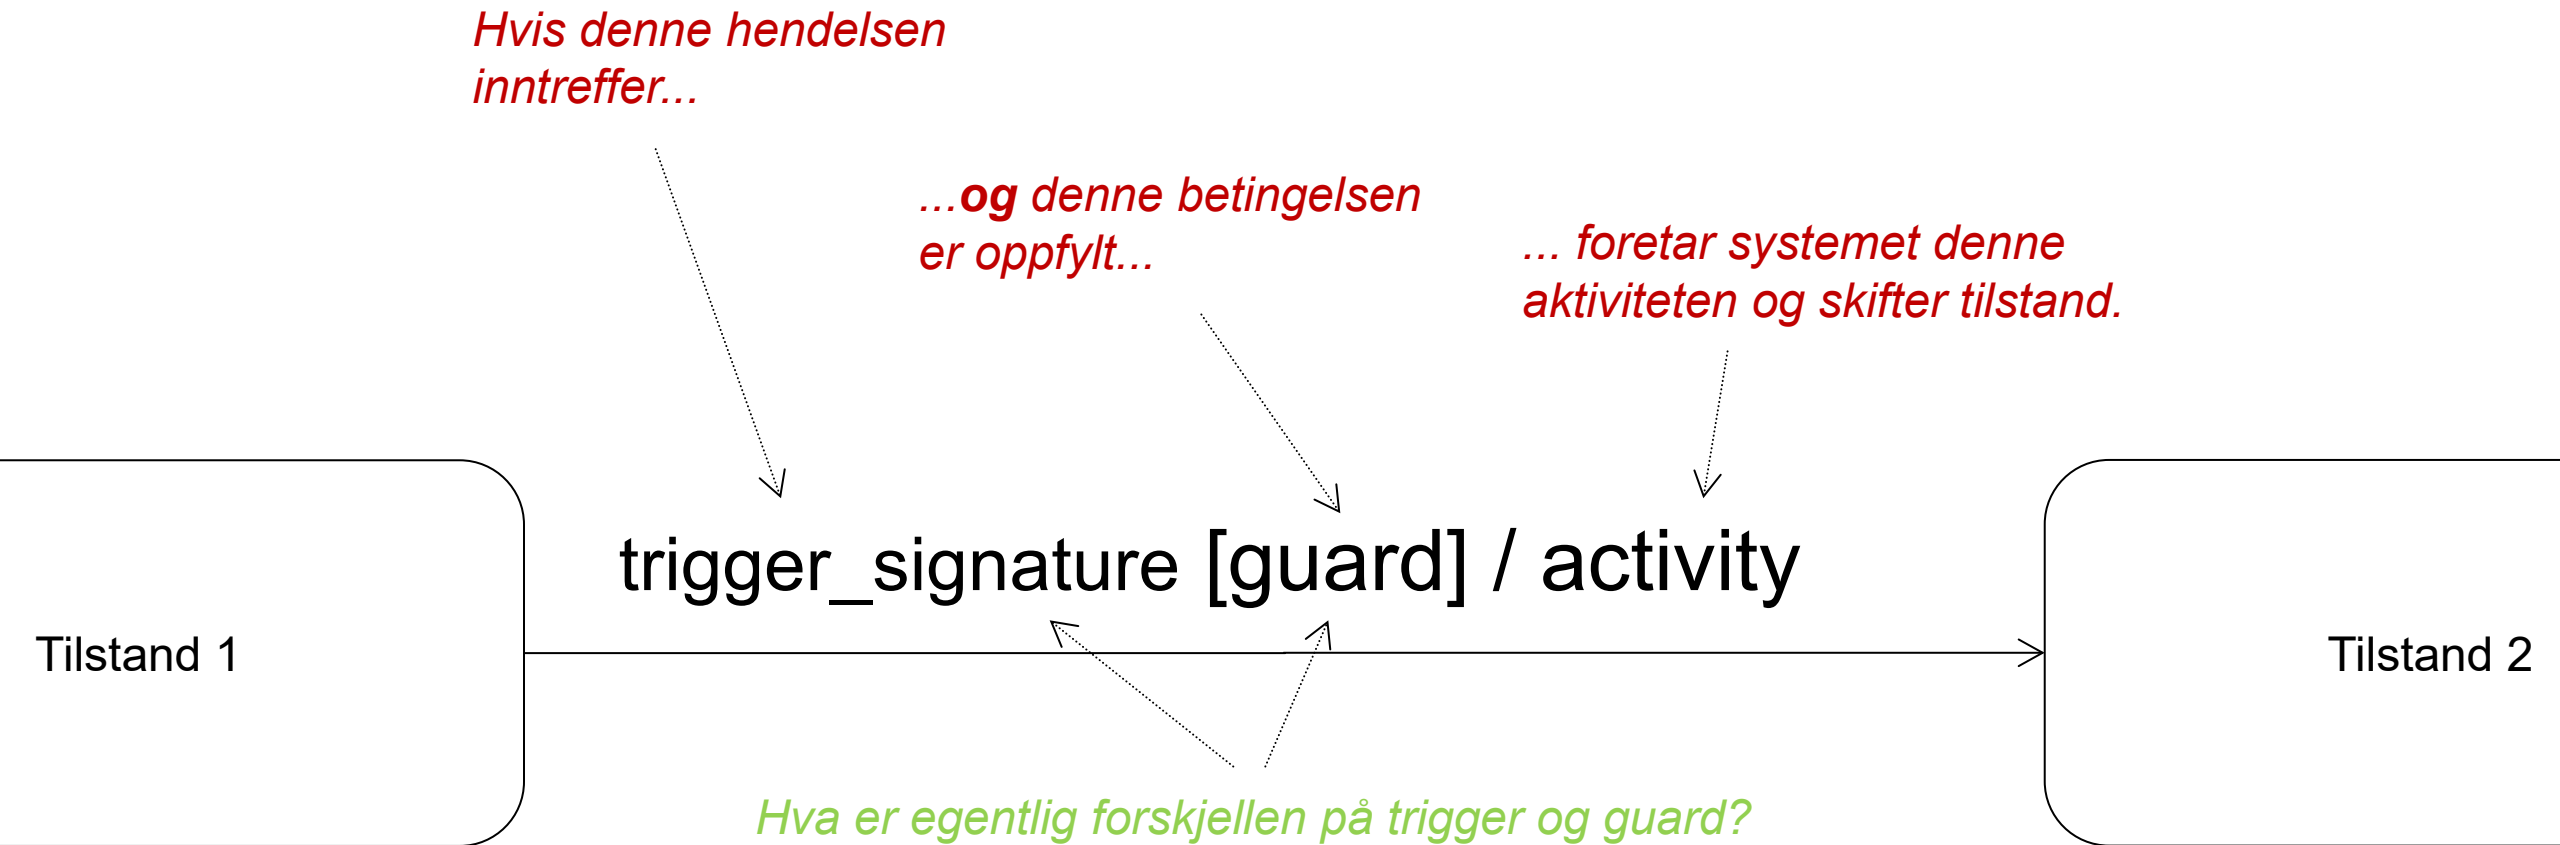 Hvis denne hendelsen
inntreffer...
...og denne betingelsen
er oppfylt...
... foretar systemet denne
aktiviteten og skifter tilstand.
trigger_signature [guard] / activity
Tilstand 1
Tilstand 2
Hva er egentlig forskjellen på trigger og guard?